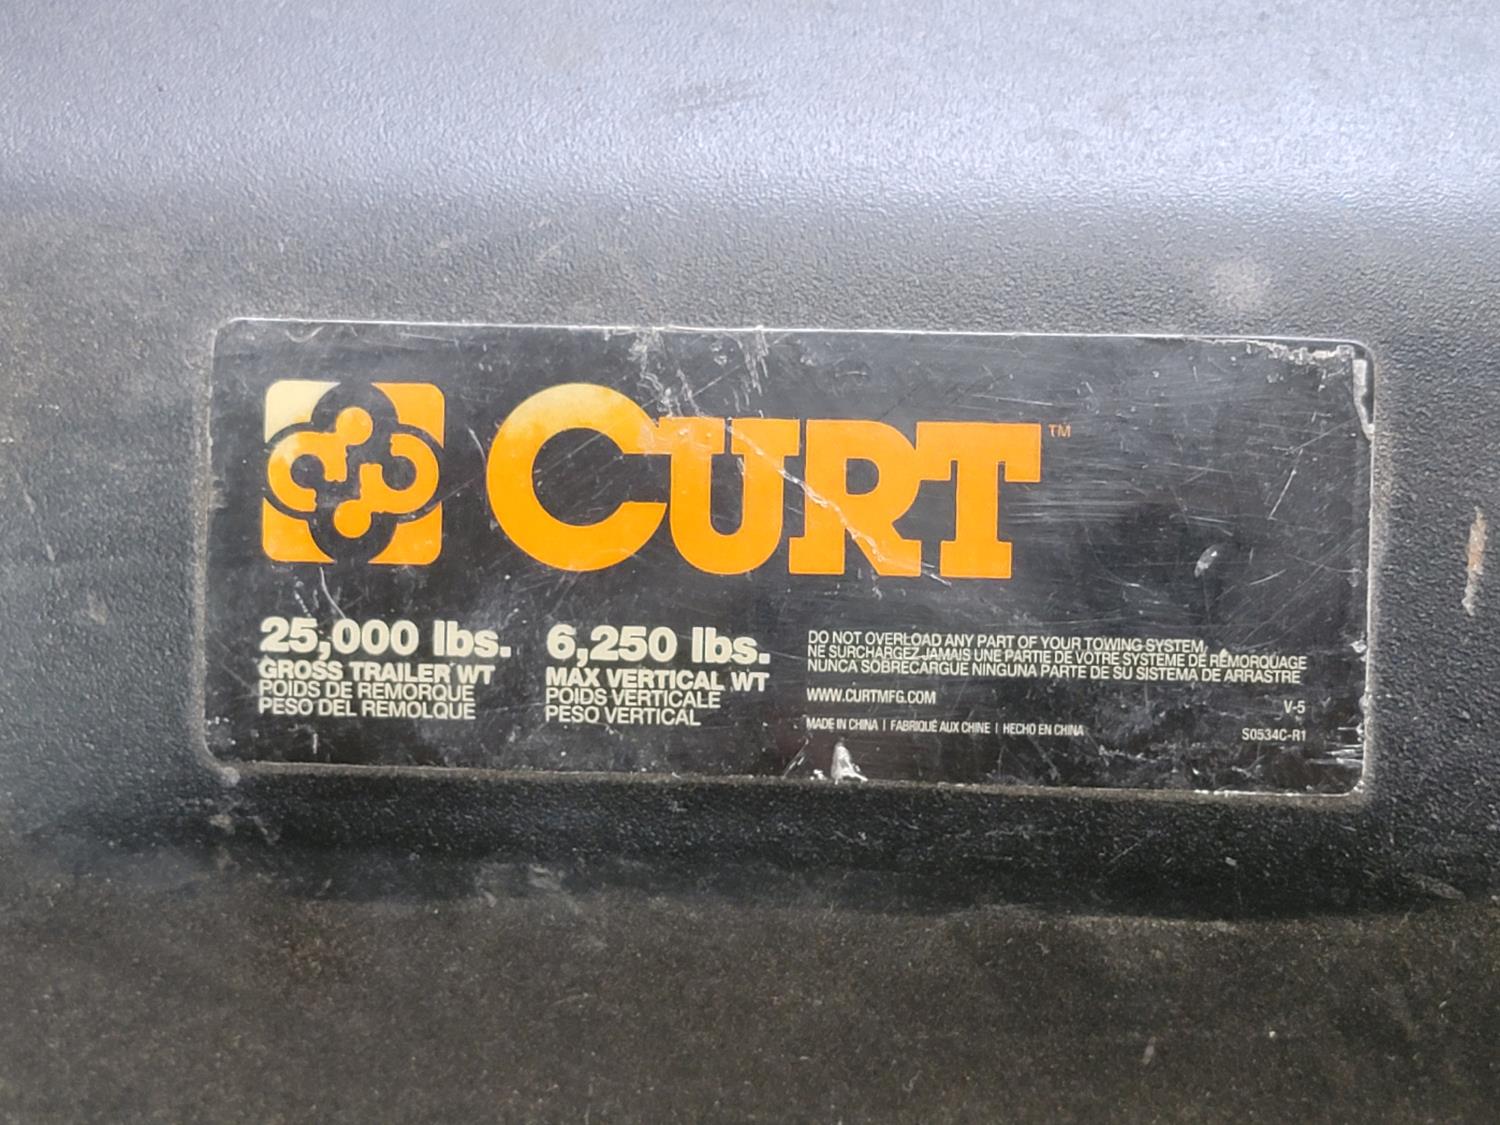 CURT™
25,000 lbs.
GROSS TRAILER WT
POIDS DE REMORQUE
PESO DEL REMOLQUE
6,250 lbs.
MAX VERTICAL WT
POIDS VERTICALE
PESO VERTICAL
DO NOT OVERLOAD ANY PART OF YOUR TOWING SYSTEM,
NE SURCHARGEZ JAMAIS UNE PARTIE DE VOTRE SYSTEME DE REMORQUAGE
NUNCA SOBRECARGUE NINGUNA PARTE DE SU SISTEMA DE ARRASTRE
WWW.CURTMFG.COM
V-5
MADE IN CHINA | FABRIQUÉ AUX CHINE | HECHO EN CHINA
S0534C-R1